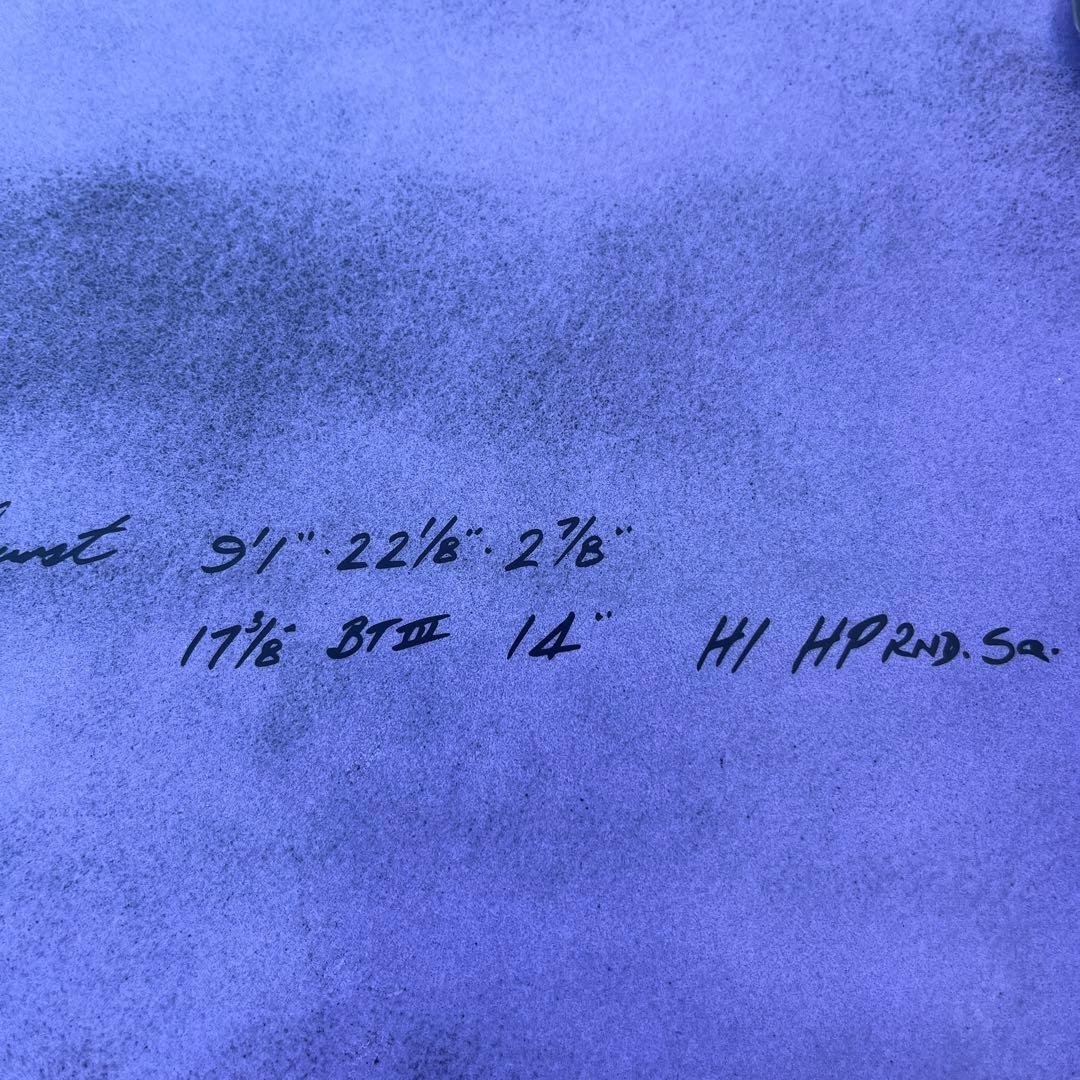 9'1" · 22 1/8" · 2 7/8"
17 3/8" BT III 14" H1 HP RND. SQ.